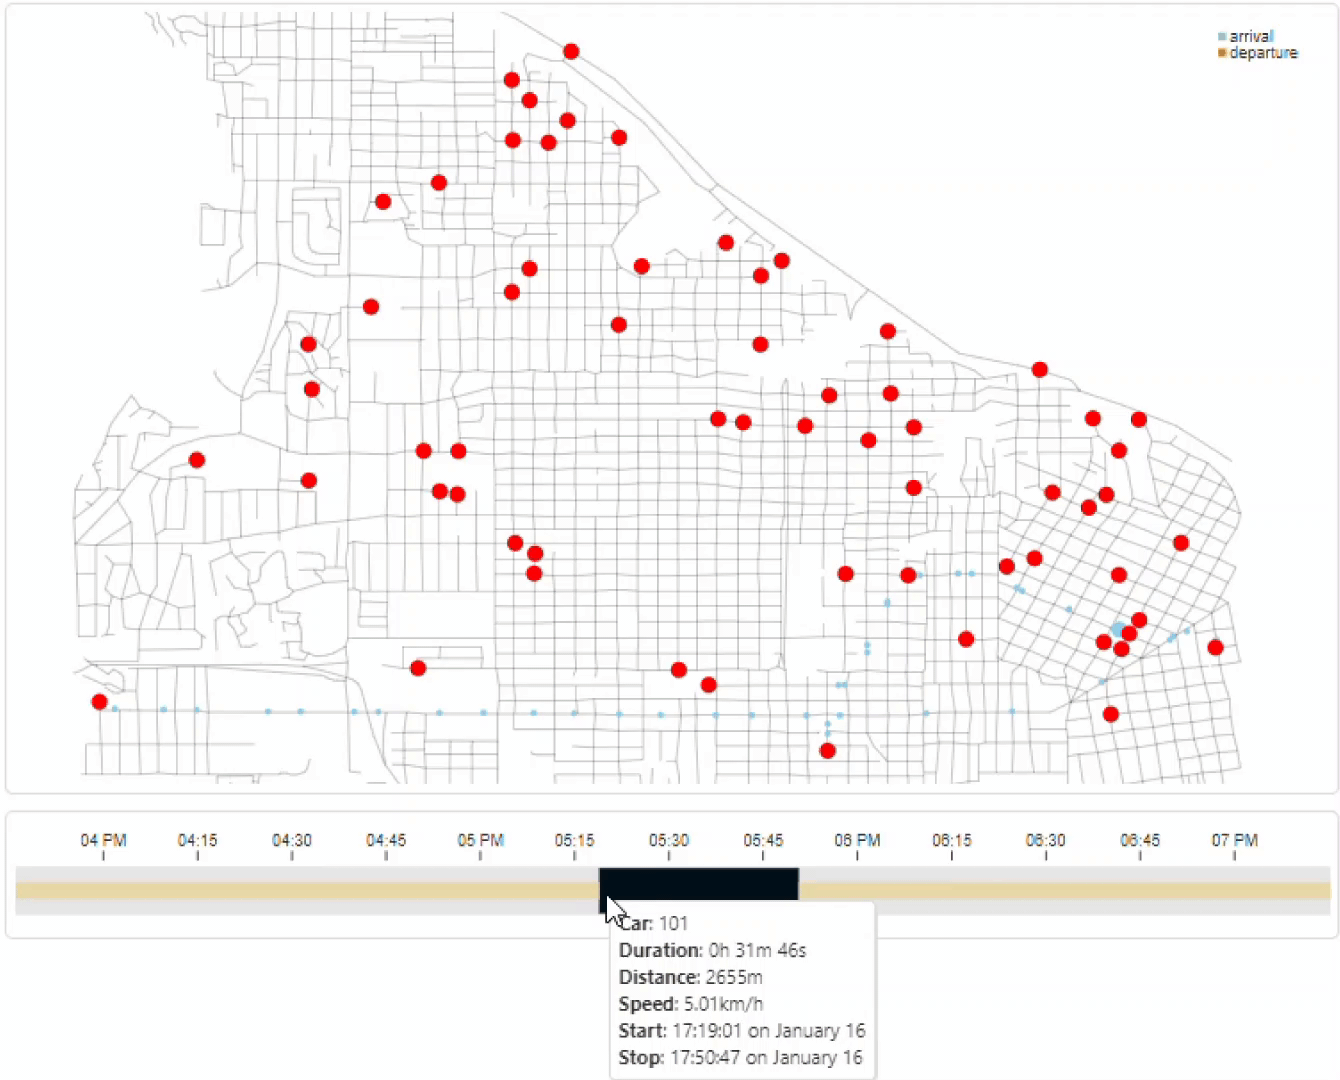 arrival
departure
04 PM 04:15 04:30 04:45 05 PM 05:15 05:30 05:45 06 PM 06:15 06:30 06:45 07 PM
Car: 101
Duration: 0h 31m 46s
Distance: 2655m
Speed: 5.01km/h
Start: 17:19:01 on January 16
Stop: 17:50:47 on January 16